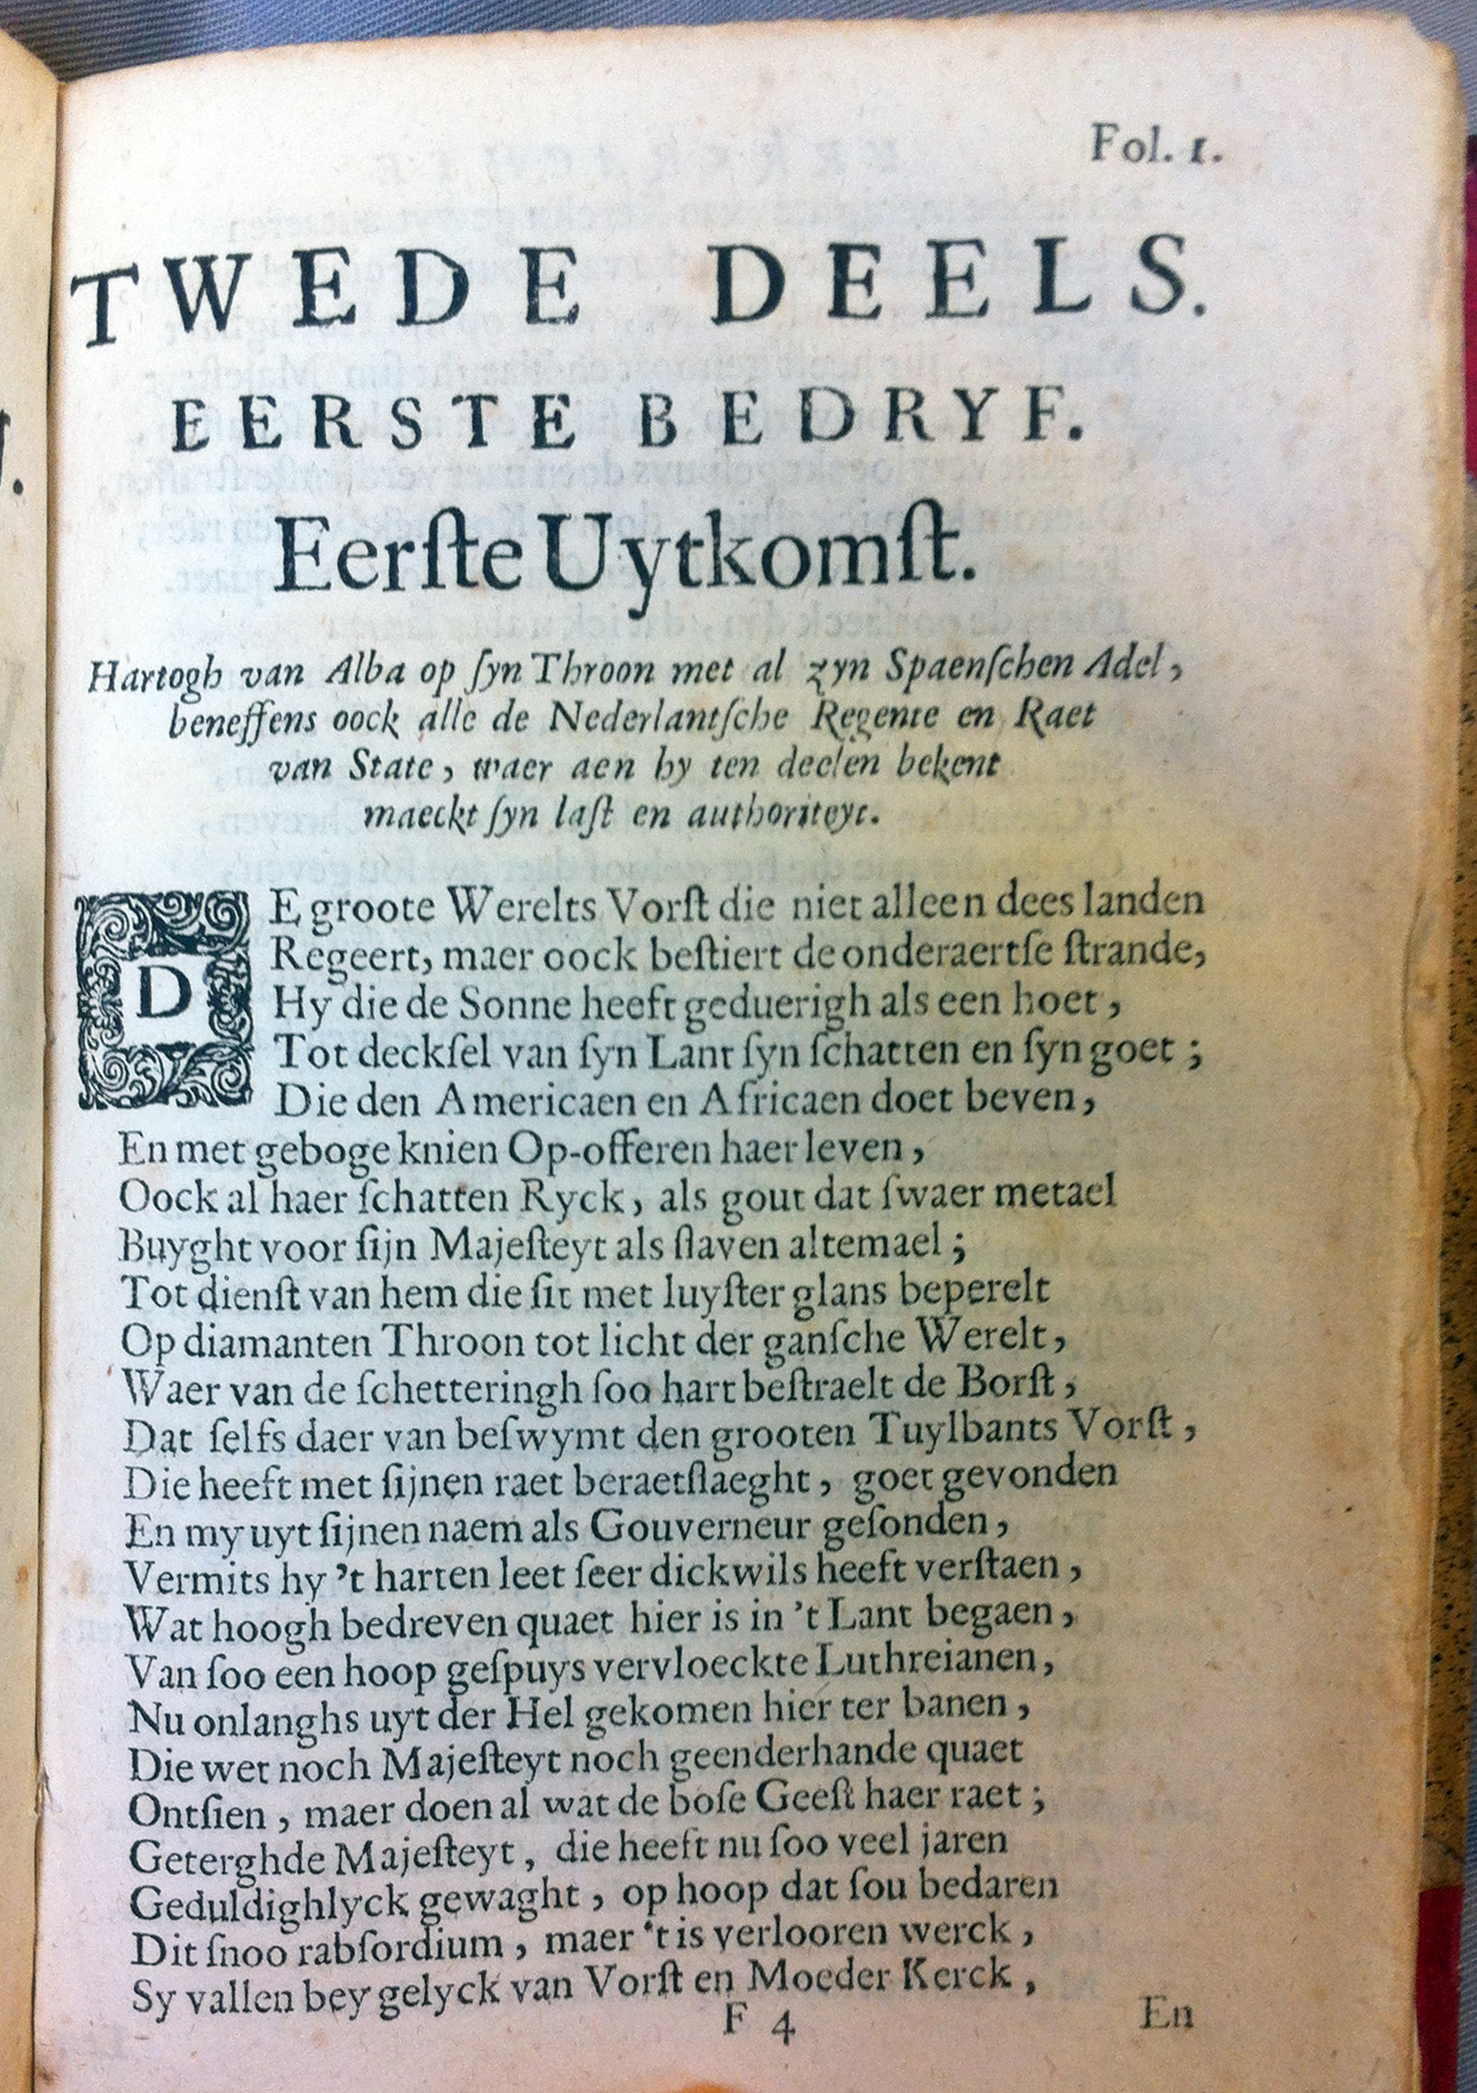 Fol. 1.
TWEDE DEELS.
EERSTE BEDRYF.
Eerſte Uytkomſt.
Hartogh van Alba op ſyn Throon met al zyn Spaenſchen Adel,
beneffens oock alle de Nederlantſche Regente en Raet
van State, waer aen hy ten deelen bekent
maeckt ſyn laſt en authoriteyt.
DE groote Werelts Vorſt die niet alleen dees landen
Regeert, maer oock beſtiert de onderaertſe ſtrande,
Hy die de Sonne heeft geduerigh als een hoet,
Tot deckſel van ſyn Lant ſyn ſchatten en ſyn goet;
Die den Americaen en Africaen doet beven,
En met geboge knien Op-offeren haer leven,
Oock al haer ſchatten Ryck, als gout dat ſwaer metael
Buyght voor ſijn Majeſteyt als ſlaven altemael;
Tot dienſt van hem die ſit met luyſter glans beperelt
Op diamanten Throon tot licht der ganſche Werelt,
Waer van de ſchetteringh ſoo hart beſtraelt de Borſt,
Dat ſelfs daer van beſwymt den grooten Tuylbants Vorſt,
Die heeft met ſijnen raet beraetſlaeght, goet gevonden
En my uyt ſijnen naem als Gouverneur geſonden,
Vermits hy 't harten leet ſeer dickwils heeft verſtaen,
Wat hoogh bedreven quaet hier is in 't Lant begaen,
Van ſoo een hoop geſpuys vervloeckte Luthreianen,
Nu onlanghs uyt der Hel gekomen hier ter banen,
Die wet noch Majeſteyt noch geenderhande quaet
Ontſien, maer doen al wat de boſe Geeſt haer raet;
Geterghde Majeſteyt, die heeft nu ſoo veel jaren
Geduldighlyck gewaght, op hoop dat ſou bedaren
Dit ſnoo rabſordium, maer 't is verlooren werck,
Sy vallen bey gelyck van Vorſt en Moeder Kerck,
F 4
En